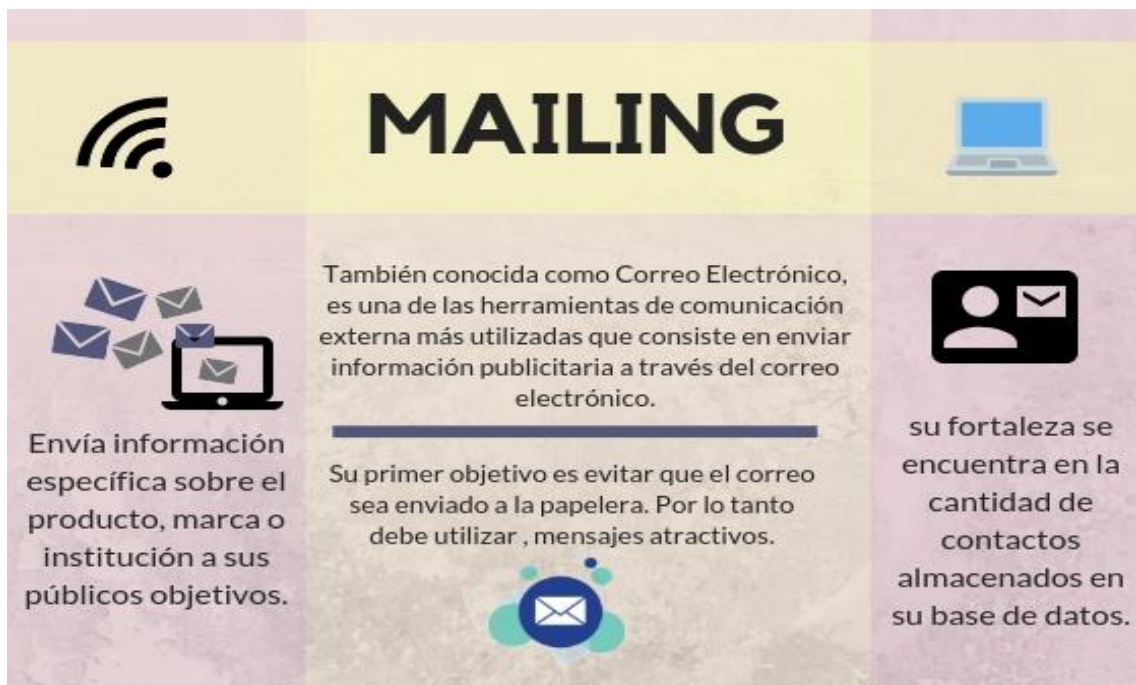 MAILING
Envía información
específica sobre el
producto, marca o
institución a sus
públicos objetivos.
También conocida como Correo Electrónico,
es una de las herramientas de comunicación
externa más utilizadas que consiste en enviar
información publicitaria a través del correo
electrónico.
Su primer objetivo es evitar que el correo
sea enviado a la papelera. Por lo tanto
debe utilizar , mensajes atractivos.
su fortaleza se
encuentra en la
cantidad de
contactos
almacenados en
su base de datos.